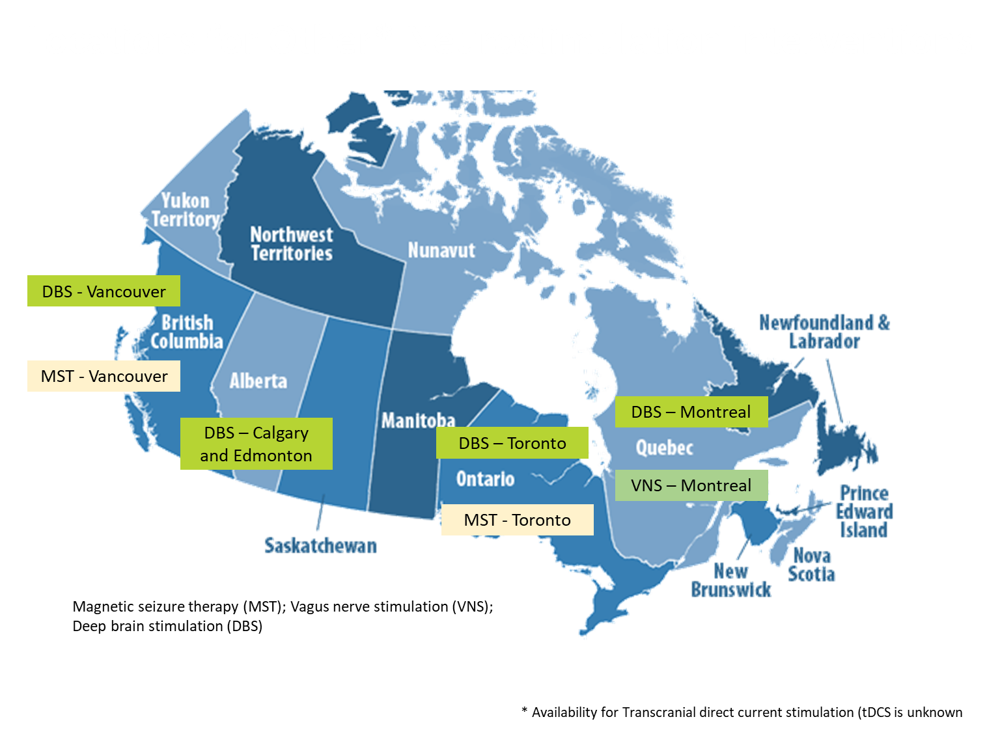 Yukon
Territory
Northwest
Territories
Nunavut
DBS - Vancouver
British
Columbia
Newfoundland &
Labrador
MST - Vancouver
Alberta
DBS – Montreal
Manitoba
DBS – Calgary
and Edmonton
DBS – Toronto
Quebec
Ontario
VNS – Montreal
Prince
Edward
Island
MST - Toronto
Saskatchewan
Nova
Scotia
New
Brunswick
Magnetic seizure therapy (MST); Vagus nerve stimulation (VNS);
Deep brain stimulation (DBS)
* Availability for Transcranial direct current stimulation (tDCS is unknown